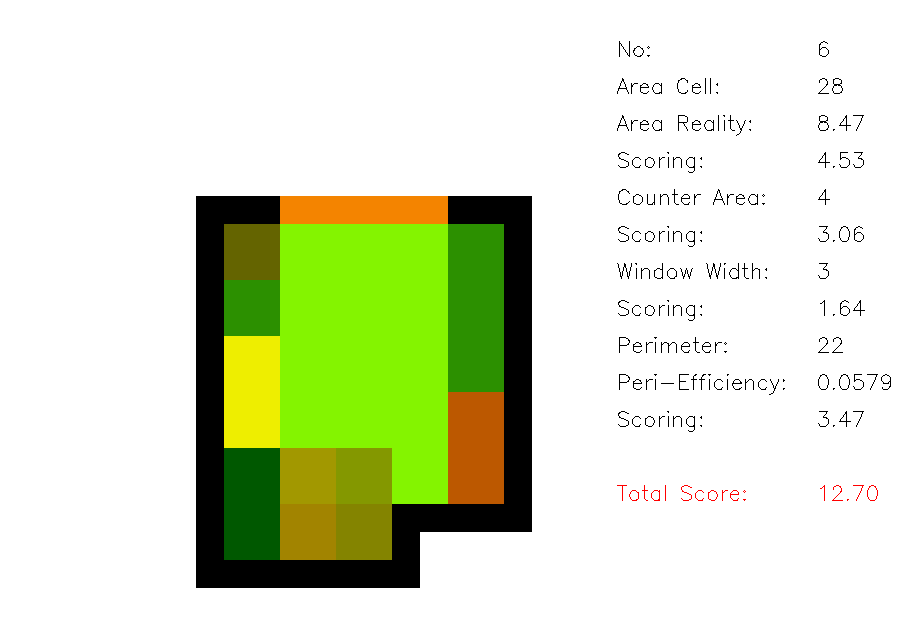 No: 6
Area Cell: 28
Area Reality: 8.47
Scoring: 4.53
Counter Area: 4
Scoring: 3.06
Window Width: 3
Scoring: 1.64
Perimeter: 22
Peri-Efficiency: 0.0579
Scoring: 3.47
Total Score: 12.70